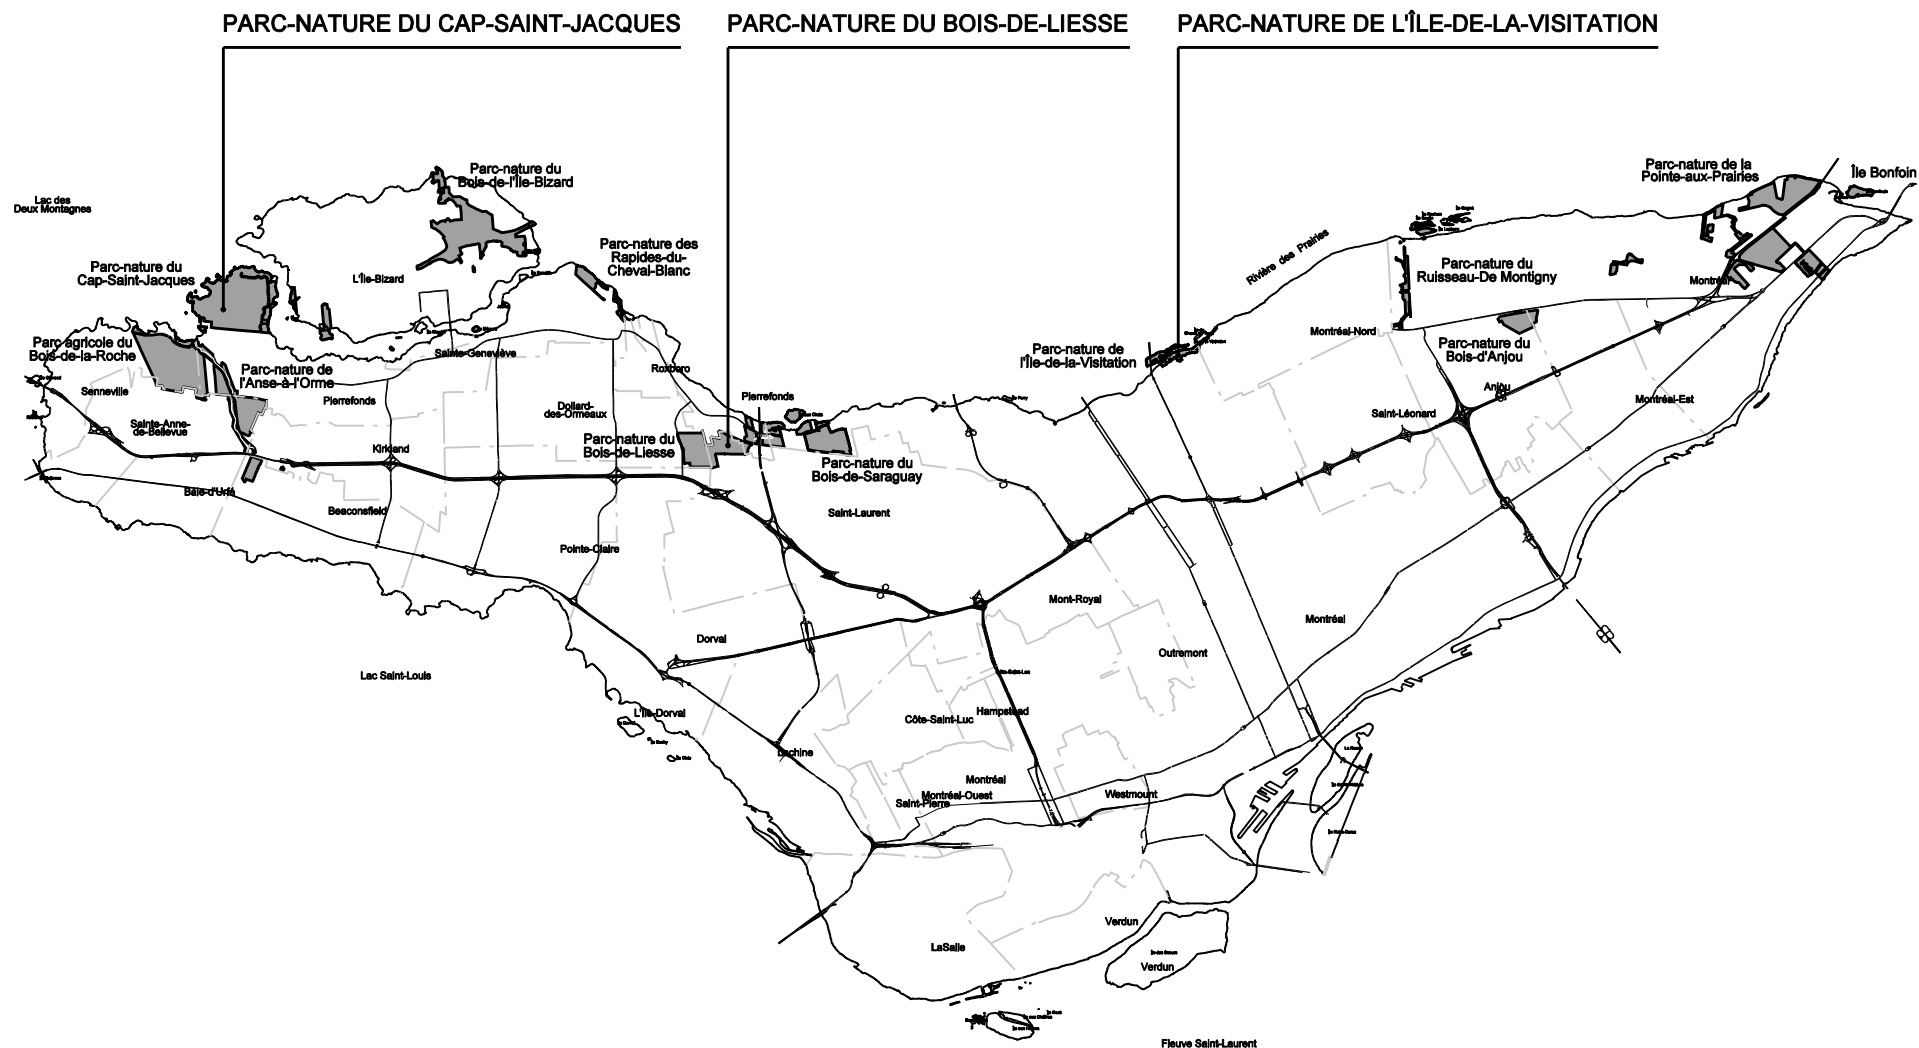 PARC-NATURE DU CAP-SAINT-JACQUES
PARC-NATURE DU BOIS-DE-LIESSE
PARC-NATURE DE L'ÎLE-DE-LA-VISITATION
Parc-nature du
Bois-de-l'Île-Bizard
Parc-nature de la
Pointe-aux-Prairies
Île Bonfoin
Lac des
Deux Montagnes
Parc-nature des
Rapides-du-
Cheval-Blanc
Rivière des Prairies
Parc-nature du
Cap-Saint-Jacques
L'Île-Bizard
Parc-nature du
Ruisseau-De Montigny
Montréal
Montréal-Nord
Parc agricole du
Bois-de-la-Roche
Sainte-Geneviève
Parc-nature de
l'Île-de-la-Visitation
Parc-nature du
Bois-d'Anjou
Parc-nature de
l'Anse-à-l'Orme
Roxboro
Senneville
Pierrefonds
Pierrefonds
Anjou
Montréal-Est
Dollard-
des-Ormeaux
Saint-Léonard
Sainte-Anne-
de-Bellevue
Kirkland
Parc-nature du
Bois-de-Liesse
Parc-nature du
Bois-de-Saraguay
Baie-d'Urfé
Beaconsfield
Saint-Laurent
Pointe-Claire
Mont-Royal
Montréal
Dorval
Outremont
Lac Saint-Louis
L'Île-Dorval
Côte-Saint-Luc
Hampstead
Lachine
Montréal
Montréal-Ouest
Saint-Pierre
Westmount
Verdun
LaSalle
Verdun
Fleuve Saint-Laurent